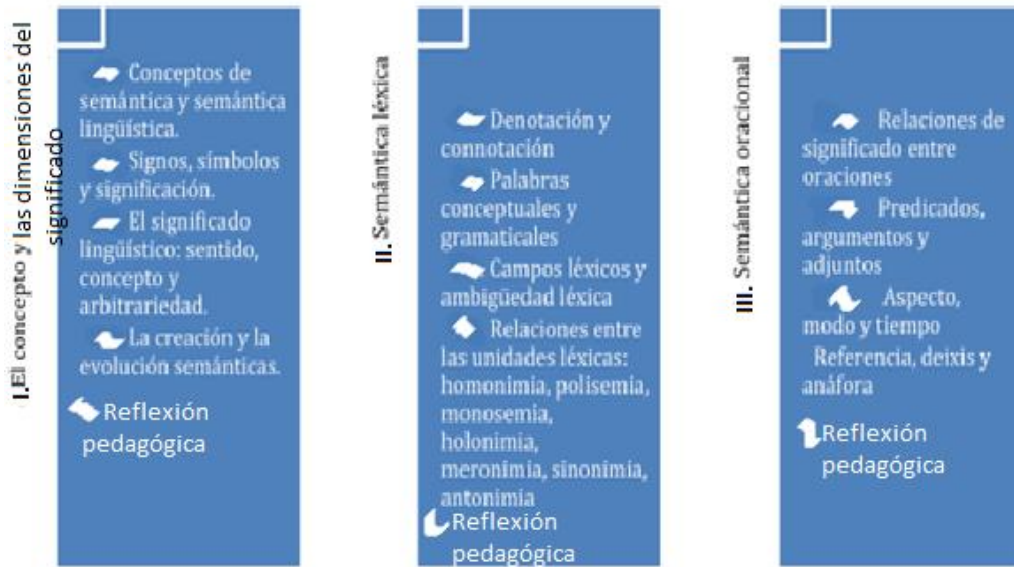 I.El concepto y las dimensiones del
significado
Conceptos de
semántica y semántica
lingüística.
Signos, símbolos
y significación.
El significado
lingüístico: sentido,
concepto y
arbitrariedad.
La creación y la
evolución semánticas.
Reflexión
pedagógica
II. Semántica léxica
Denotación y
connotación
Palabras
conceptuales y
gramaticales
Campos léxicos y
ambigüedad léxica
Relaciones entre
las unidades léxicas:
homonimia, polisemia,
monosemia,
holonimia,
meronimia, sinonimia,
antonimia
Reflexión
pedagógica
III. Semántica oracional
Relaciones de
significado entre
oraciones
Predicados,
argumentos y
adjuntos
Aspecto,
modo y tiempo
Referencia, deixis y
anáfora
Reflexión
pedagógica